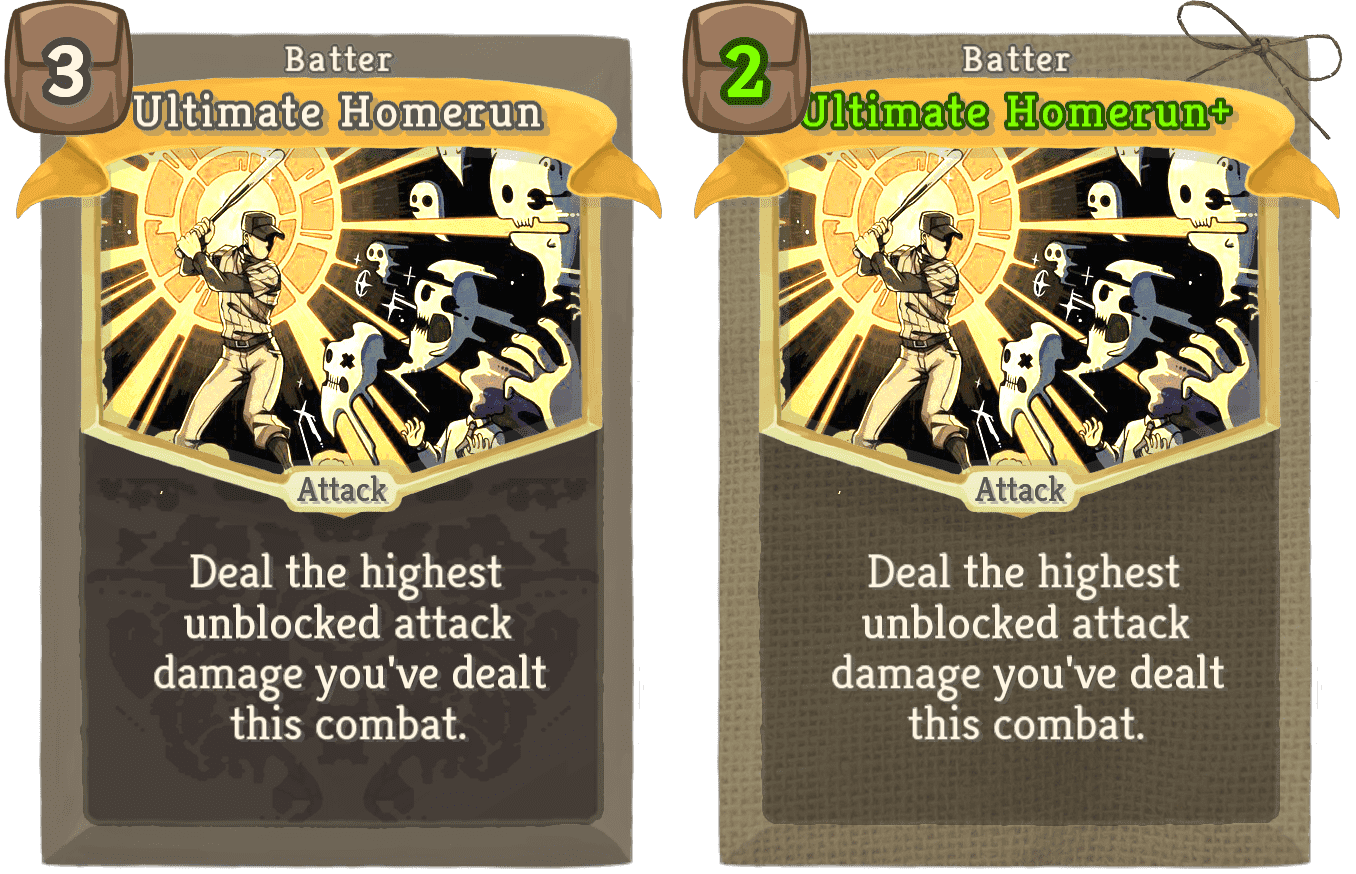 3
Batter
Ultimate Homerun
Attack
Deal the highest
unblocked attack
damage you've dealt
this combat.
2
Batter
Ultimate Homerun+
Attack
Deal the highest
unblocked attack
damage you've dealt
this combat.